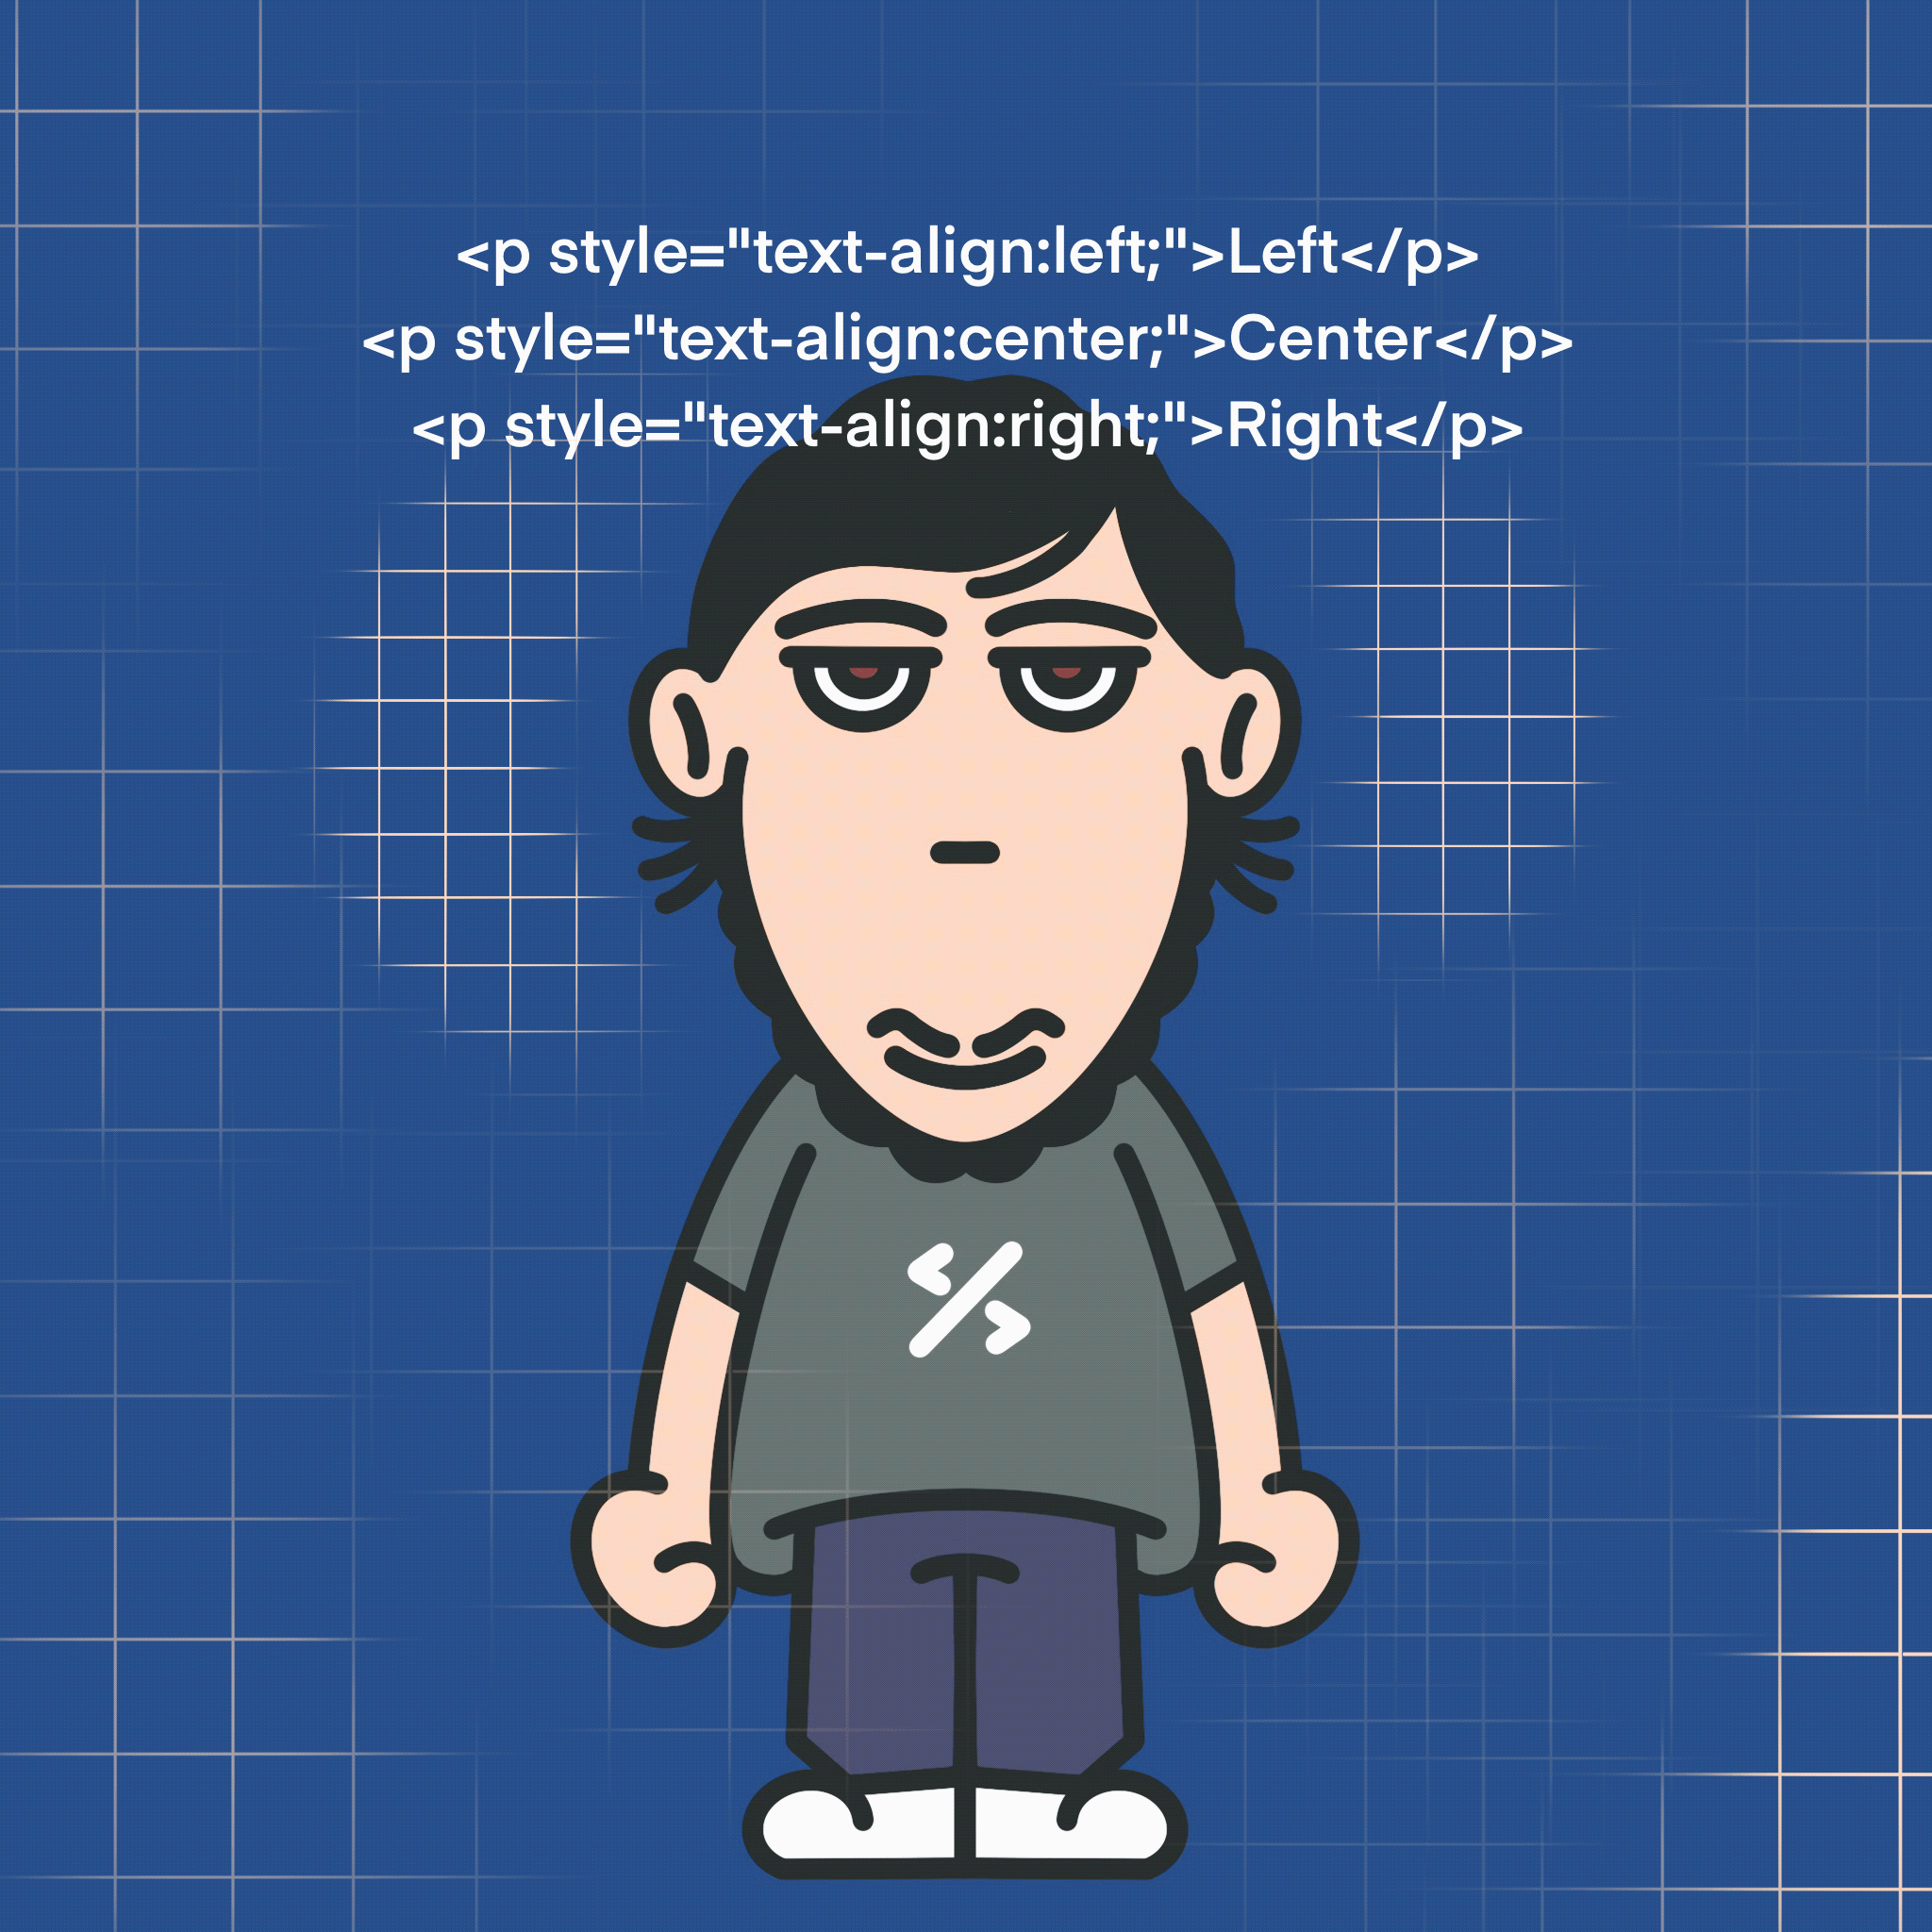 <p style="text-align:left;">Left</p>
<p style="text-align:center;">Center</p>
<p style="text-align:right;">Right</p>